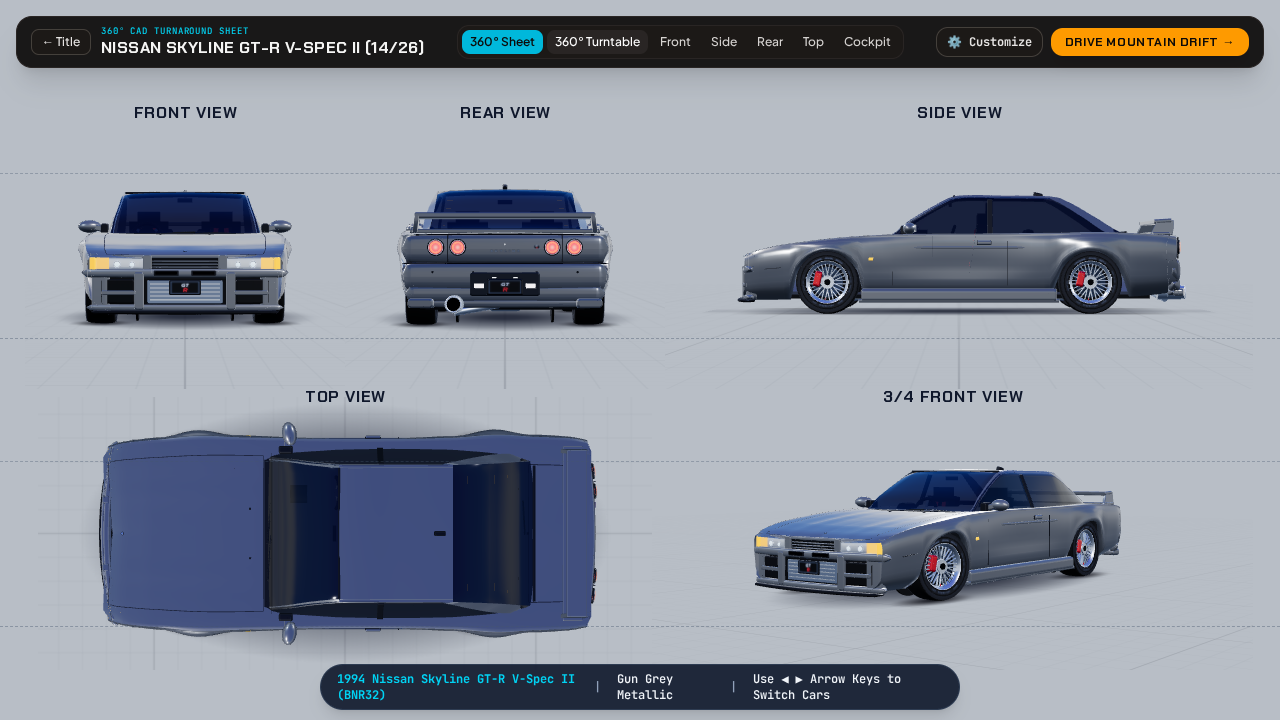 ← Title
360° CAD TURNAROUND SHEET
NISSAN SKYLINE GT-R V-SPEC II (14/26)
360° Sheet
360° Turntable
Front
Side
Rear
Top
Cockpit
⚙️ Customize
DRIVE MOUNTAIN DRIFT →
FRONT VIEW
REAR VIEW
SIDE VIEW
GT
R
GT
R
TOP VIEW
3/4 FRONT VIEW
1994 Nissan Skyline GT-R V-Spec II
(BNR32)
|
Gun Grey
Metallic
|
Use ◀ ▶ Arrow Keys to
Switch Cars